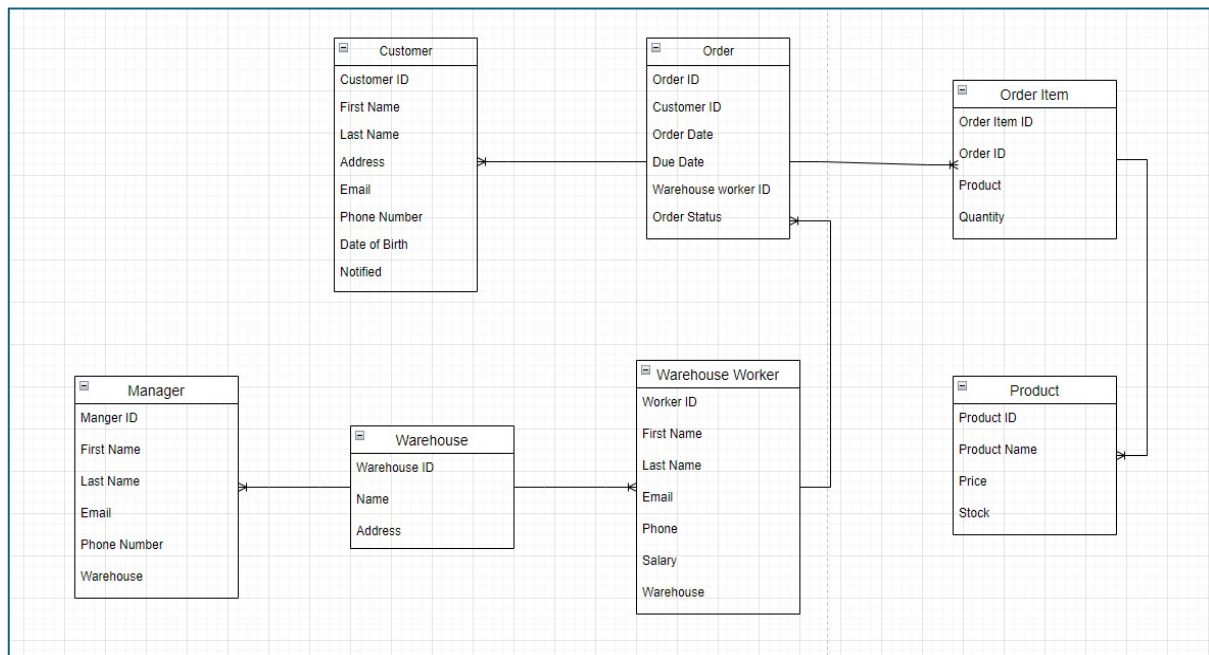 Customer
Customer ID
First Name
Last Name
Address
Email
Phone Number
Date of Birth
Notified
Order
Order ID
Customer ID
Order Date
Due Date
Warehouse worker ID
Order Status
Order Item
Order Item ID
Order ID
Product
Quantity
Manager
Manger ID
First Name
Last Name
Email
Phone Number
Warehouse
Warehouse
Warehouse ID
Name
Address
Warehouse Worker
Worker ID
First Name
Last Name
Email
Phone
Salary
Warehouse
Product
Product ID
Product Name
Price
Stock